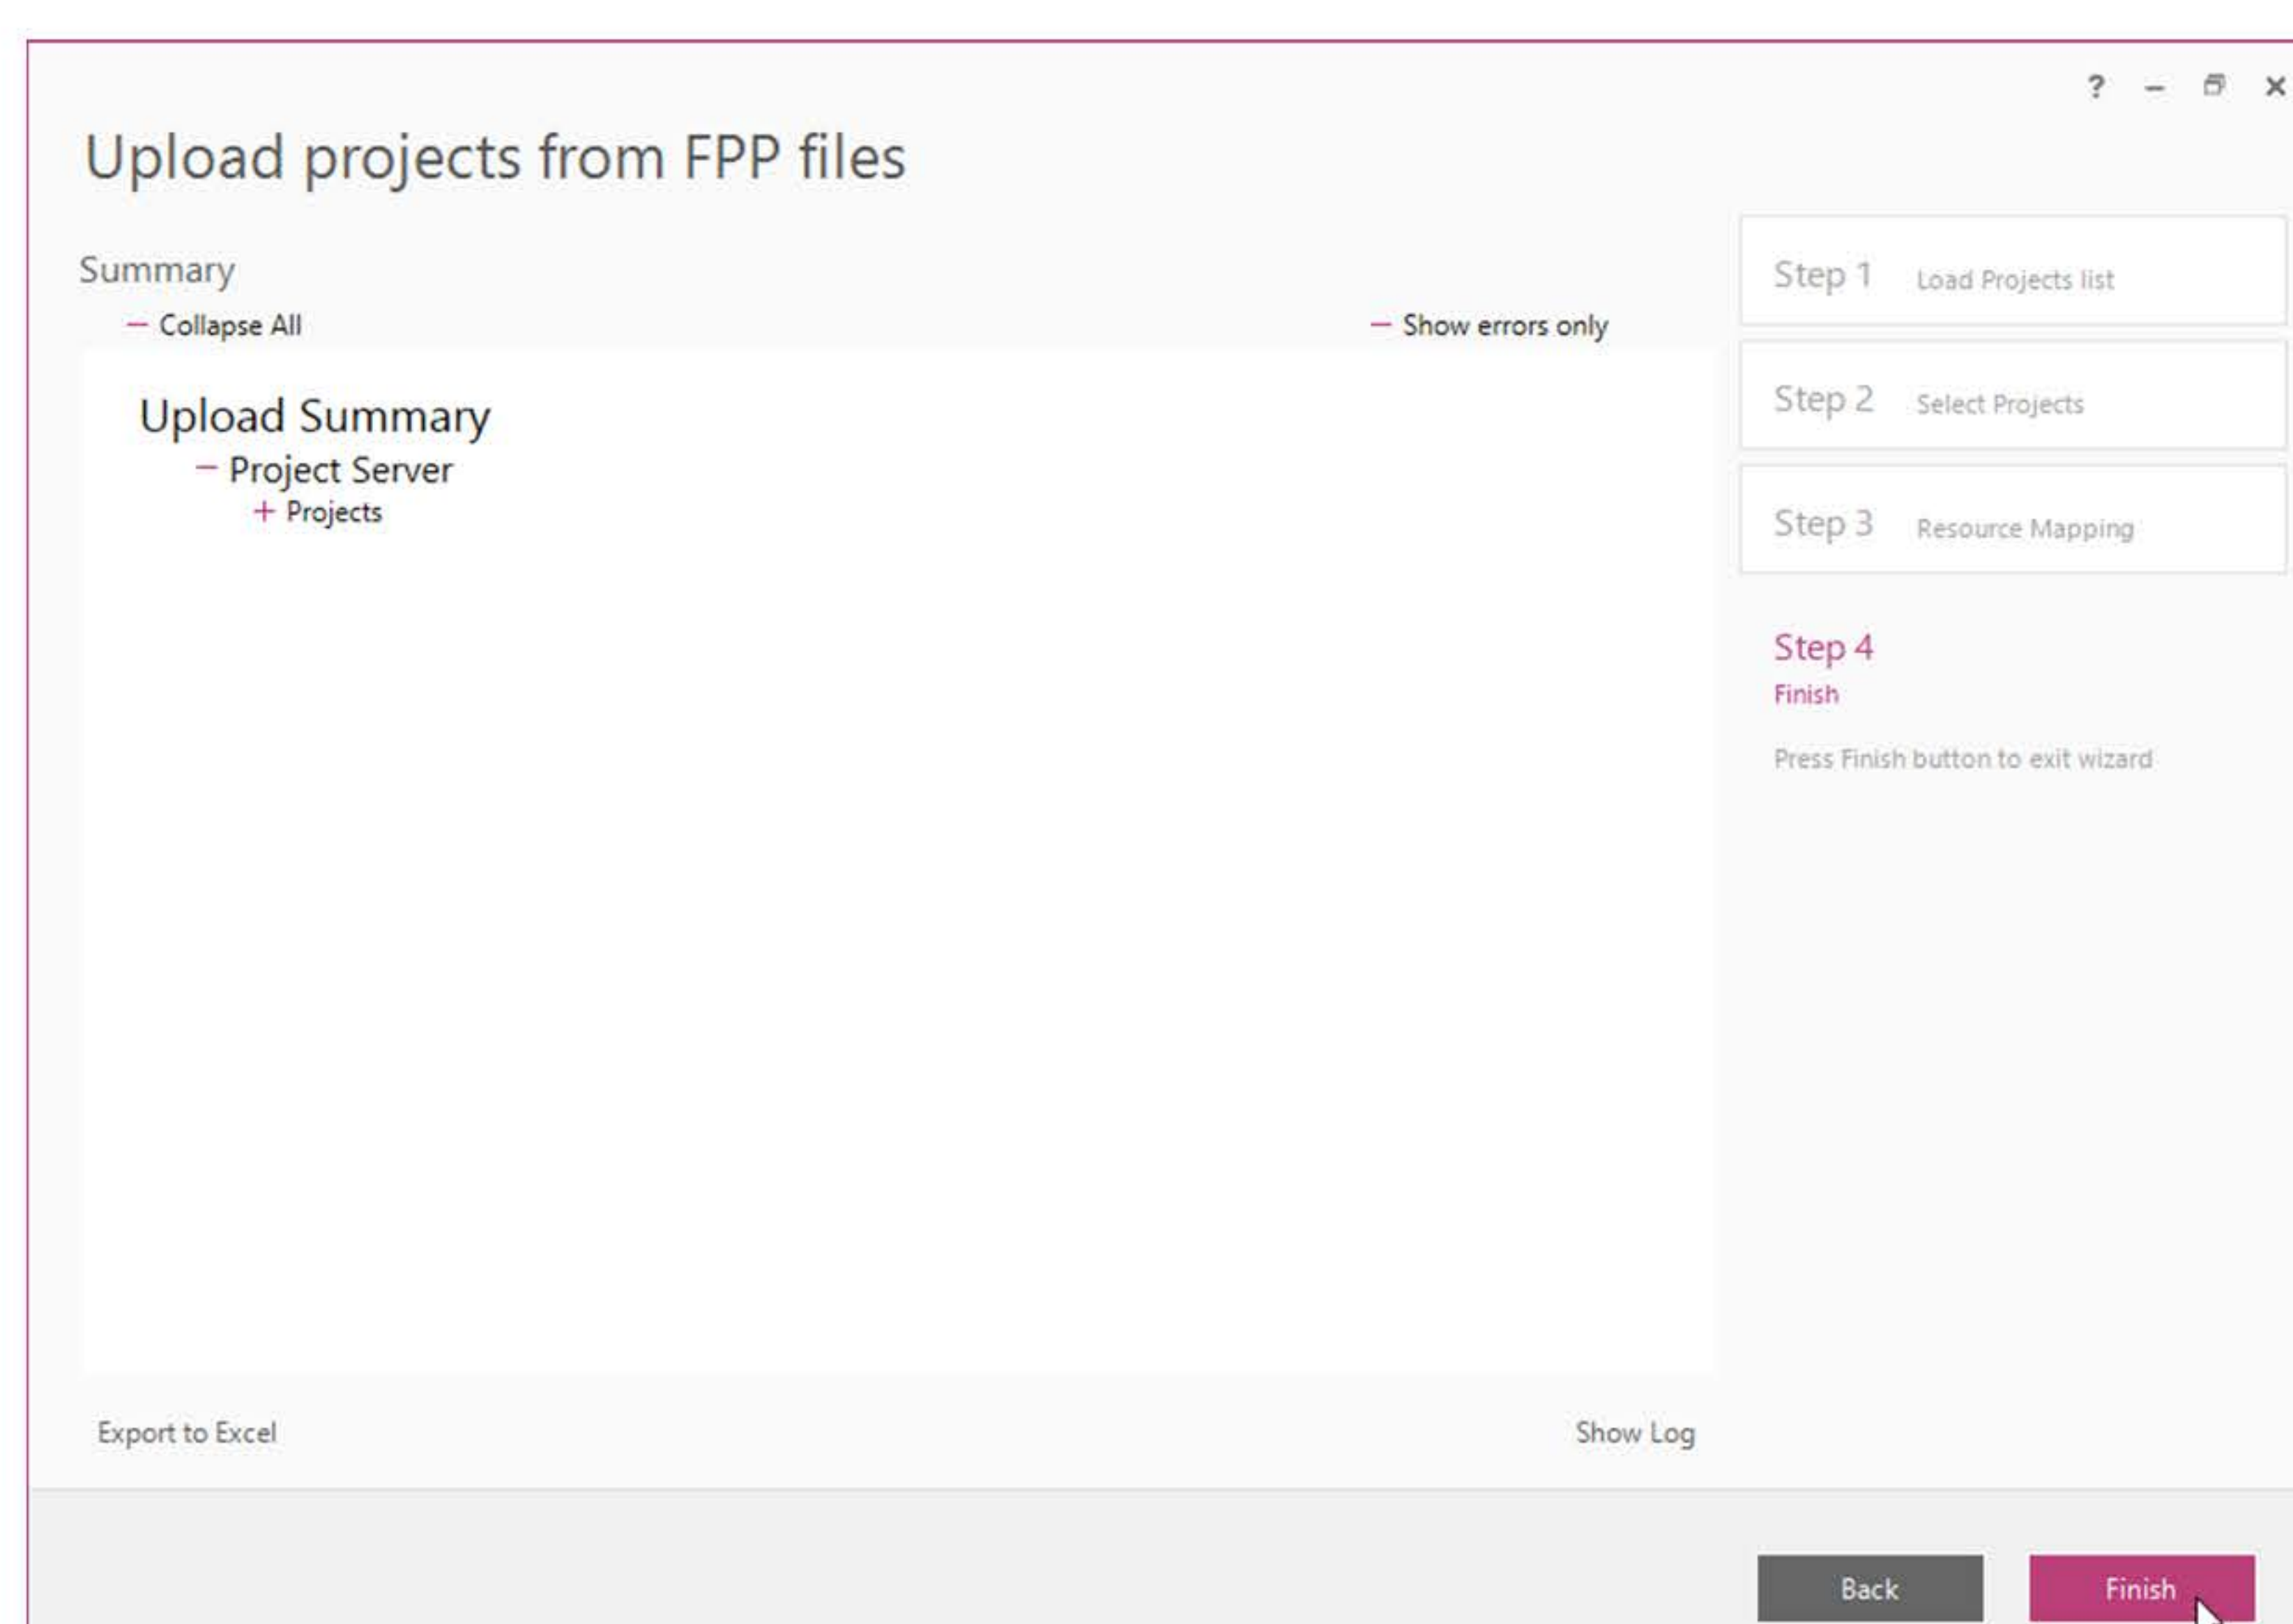 ? – ✕
Upload projects from FPP files
Summary
– Collapse All
– Show errors only
Upload Summary
– Project Server
+ Projects
Export to Excel
Show Log
Step 1 Load Projects list
Step 2 Select Projects
Step 3 Resource Mapping
Step 4
Finish
Press Finish button to exit wizard
Back
Finish